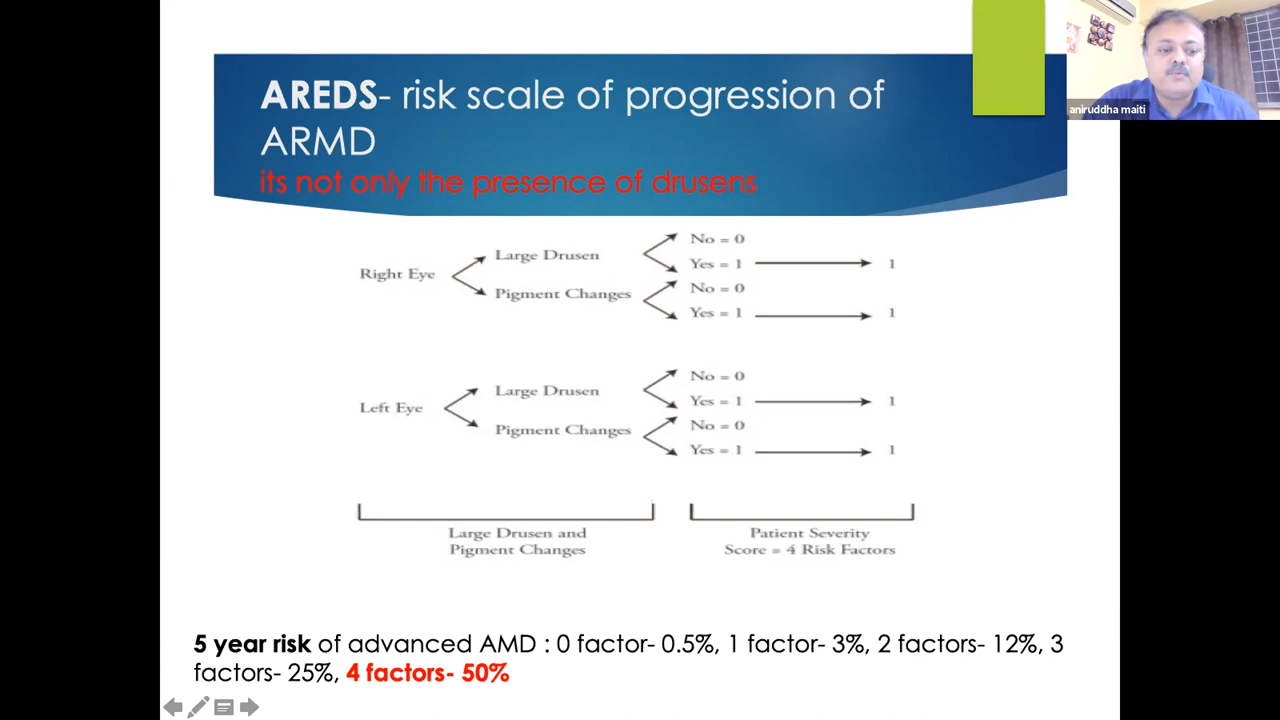 aniruddha maiti
AREDS- risk scale of progression of
ARMD
its not only the presence of drusens
Right Eye
Large Drusen
No = 0
Yes = 1
1
Pigment Changes
No = 0
Yes = 1
1
Left Eye
Large Drusen
No = 0
Yes = 1
1
Pigment Changes
No = 0
Yes = 1
1
Large Drusen and
Pigment Changes
Patient Severity
Score = 4 Risk Factors
5 year risk of advanced AMD : 0 factor- 0.5%, 1 factor- 3%, 2 factors- 12%, 3
factors- 25%, 4 factors- 50%